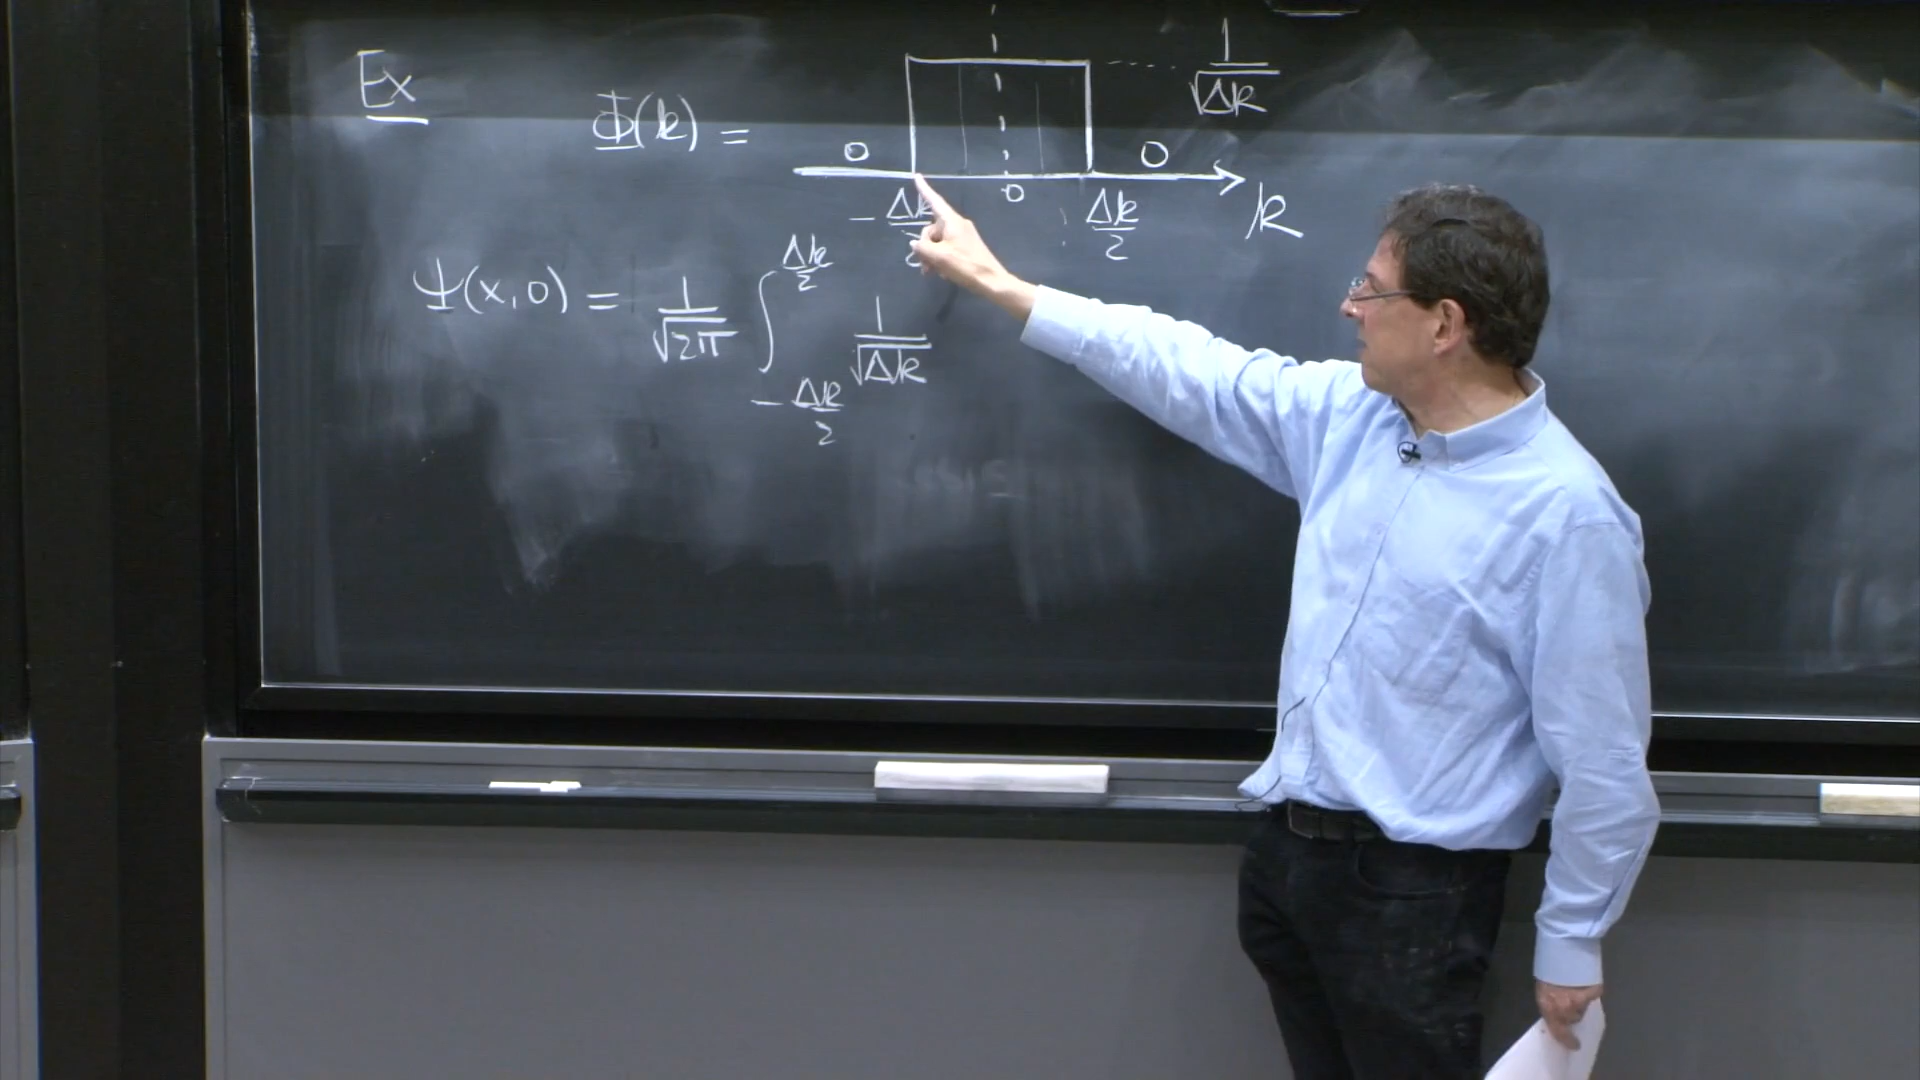 Ex
Φ(k) =
1/√Δk
0 0
-Δk/2 0 Δk/2 k
Ψ(x,0) = 1/√2π ∫_{-Δk/2}^{Δk/2} 1/√Δk